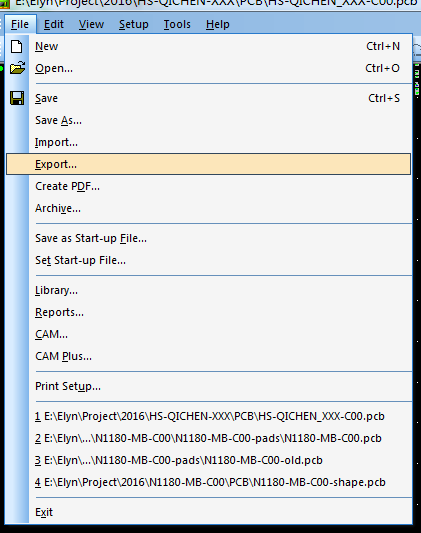 E:\Elyn\Project\2016\HS-QICHEN-XXX\PCB\HS-QICHEN_XXX-C00.pcb
File Edit View Setup Tools Help
New Ctrl+N
Open... Ctrl+O
Save Ctrl+S
Save As...
Import...
Export...
Create PDF...
Archive...
Save as Start-up File...
Set Start-up File...
Library...
Reports...
CAM...
CAM Plus...
Print Setup...
1 E:\Elyn\Project\2016\HS-QICHEN-XXX\PCB\HS-QICHEN_XXX-C00.pcb
2 E:\Elyn\...\N1180-MB-C00\N1180-MB-C00-pads\N1180-MB-C00.pcb
3 E:\Elyn\...\N1180-MB-C00-pads\N1180-MB-C00-old.pcb
4 E:\Elyn\Project\2016\N1180-MB-C00\PCB\N1180-MB-C00-shape.pcb
Exit